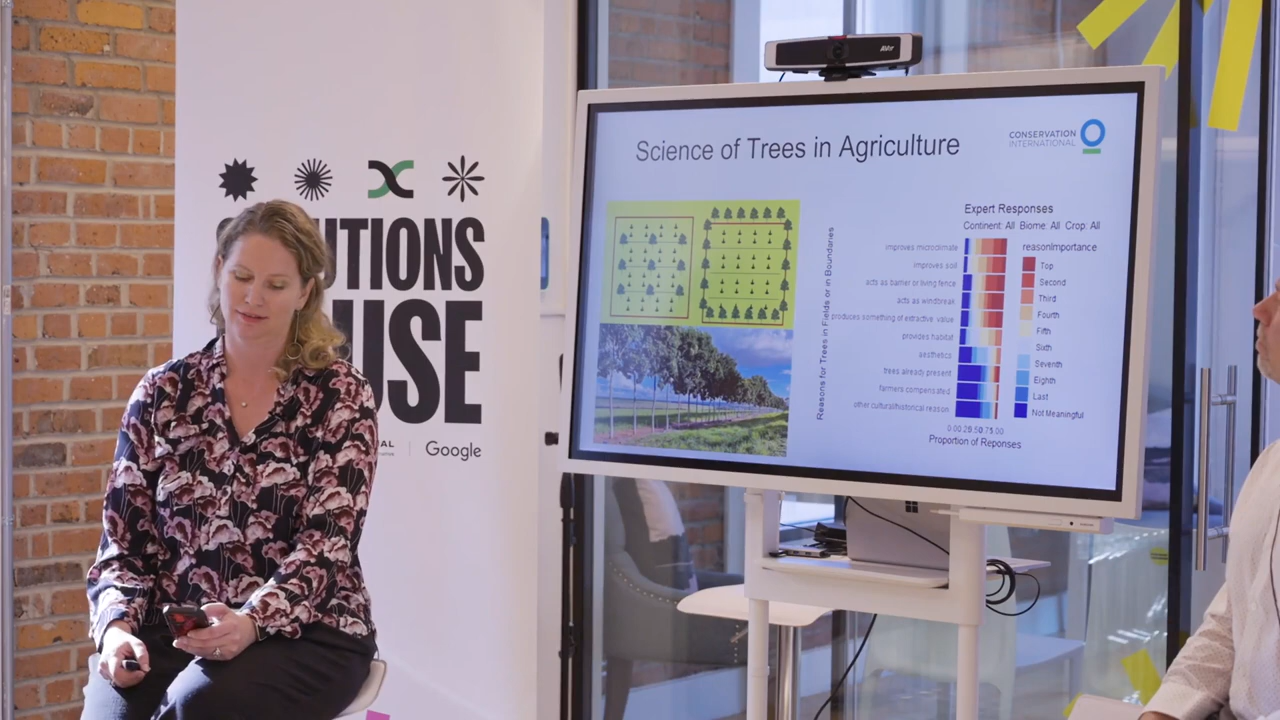 UTIONS
USE
Google
AVer
Science of Trees in Agriculture
CONSERVATION
INTERNATIONAL
Expert Responses
Continent: All Biome: All Crop: All
Reasons for Trees in Fields or in Boundaries
improves microclimate
improves soil
acts as barrier or living fence
acts as windbreak
produces something of extractive value
provides habitat
aesthetics
trees already present
farmers compensated
other cultural/historical reason
reasonImportance
Top
Second
Third
Fourth
Fifth
Sixth
Seventh
Eighth
Last
Not Meaningful
Proportion of Reponses